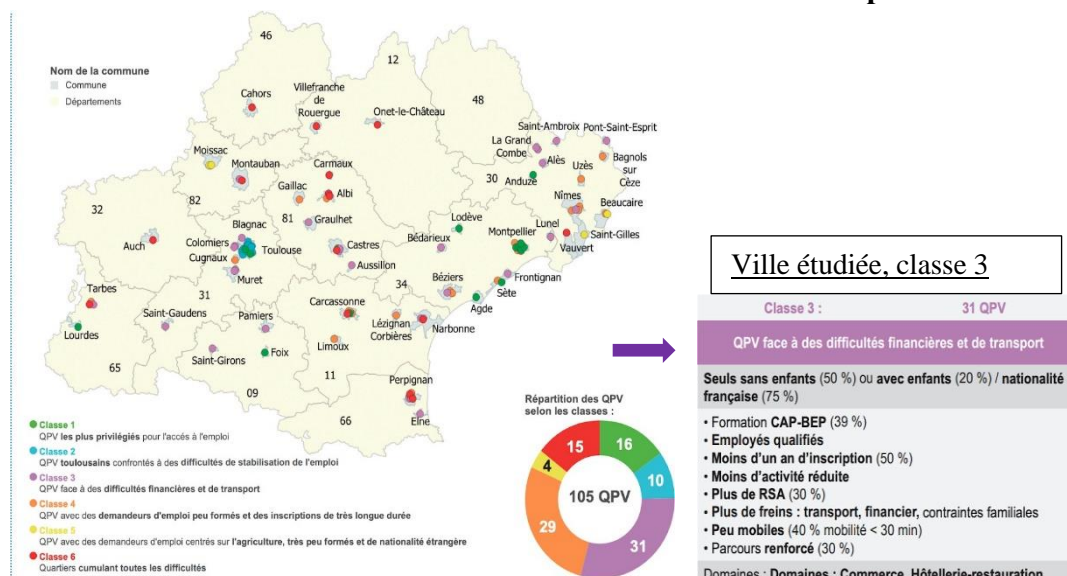 46
12
48
Nom de la commune
Commune
Départements
Cahors
Villefranche
de
Rouergue
Onet-le-Château
Saint-Ambroix
Pont-Saint-Esprit
La Grand
Combe
Alès
Uzès
Bagnols
sur
Cèze
30
Anduze
Moissac
Montauban
Carmaux
Gaillac
Albi
Nîmes
Beaucaire
82
32
81
Graulhet
Lodève
Lunel
Blagnac
Bédarieux
Montpellier
Saint-Gilles
Auch
Colomiers
Toulouse
Castres
Vauvert
Cugnaux
Aussillon
Frontignan
Muret
34
Béziers
Sète
Tarbes
31
Carcassonne
Agde
Saint-Gaudens
Pamiers
Lézignan
Corbières
Narbonne
Lourdes
Limoux
Saint-Girons
Foix
65
11
09
Perpignan
66
Elne
Classe 1
QPV les plus privilégiés pour l'accès à l'emploi
Classe 2
QPV toulousains confrontés à des difficultés de stabilisation de l'emploi
Classe 3
QPV face à des difficultés financières et de transport
Classe 4
QPV avec des demandeurs d'emploi peu formés et des inscriptions de très longue durée
Classe 5
QPV avec des demandeurs d'emploi centrés sur l'agriculture, très peu formés et de nationalité étrangère
Classe 6
Quartiers cumulant toutes les difficultés
Répartition des QPV
selon les classes :
15
16
4
10
105 QPV
29
31
Ville étudiée, classe 3
Classe 3 : 31 QPV
QPV face à des difficultés financières et de transport
Seuls sans enfants (50 %) ou avec enfants (20 %) / nationalité
française (75 %)
• Formation CAP-BEP (39 %)
• Employés qualifiés
• Moins d'un an d'inscription (50 %)
• Moins d'activité réduite
• Plus de RSA (30 %)
• Plus de freins : transport, financier, contraintes familiales
• Peu mobiles (40 % mobilité < 30 min)
• Parcours renforcé (30 %)
Domaines : Domaines : Commerce, Hôtellerie-restauration